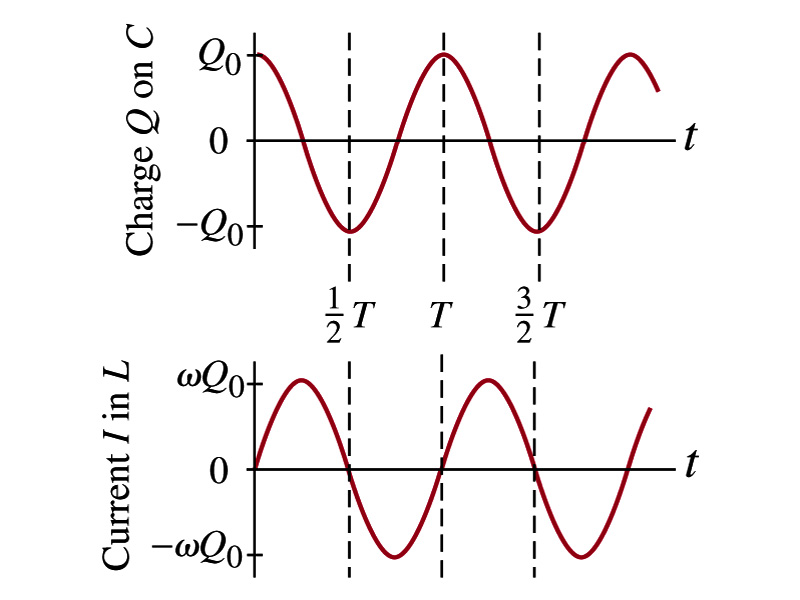 Charge Q on C
Q₀
0
−Q₀
t
½ T
T
3/2 T
Current I in L
ωQ₀
0
−ωQ₀
t